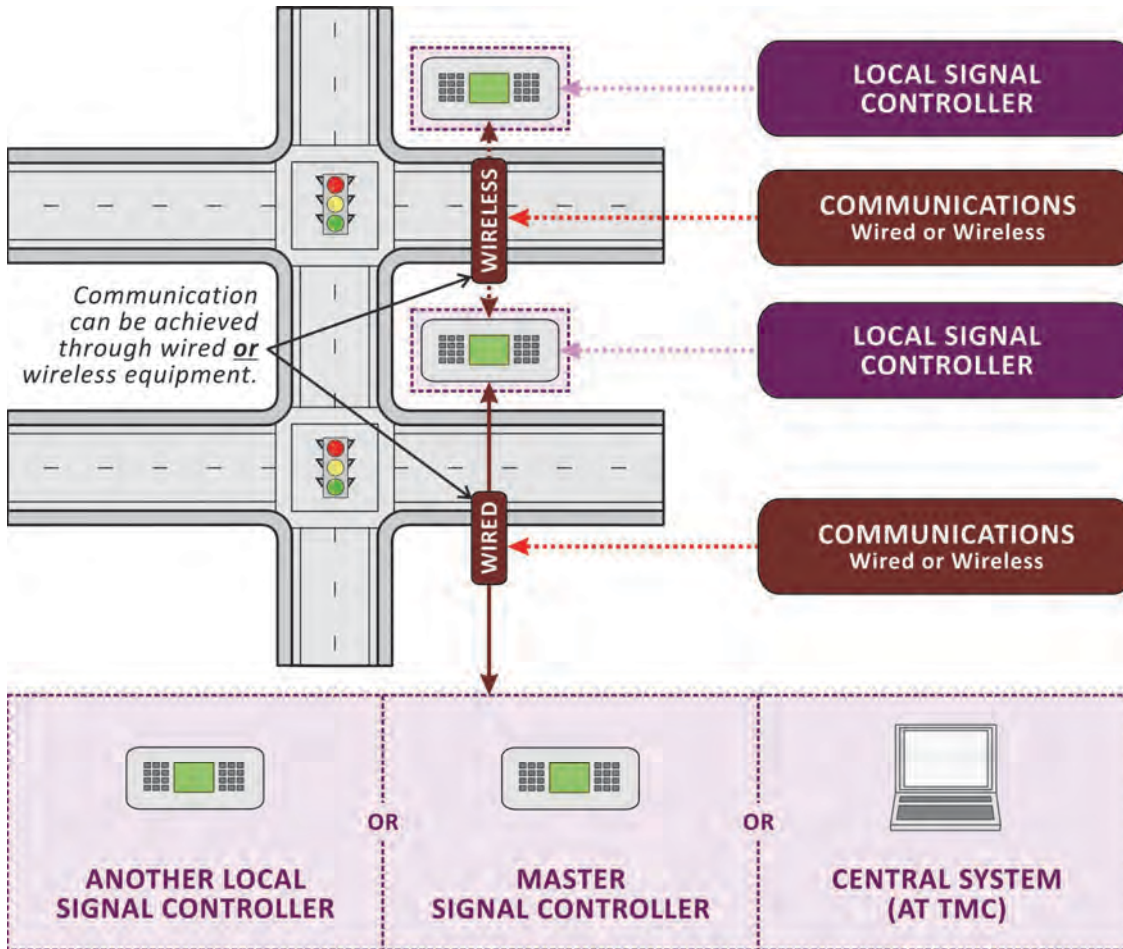 LOCAL SIGNAL
CONTROLLER
WIRELESS
COMMUNICATIONS
Wired or Wireless
Communication
can be achieved
through wired or
wireless equipment.
LOCAL SIGNAL
CONTROLLER
WIRED
COMMUNICATIONS
Wired or Wireless
ANOTHER LOCAL
SIGNAL CONTROLLER
OR
MASTER
SIGNAL CONTROLLER
OR
CENTRAL SYSTEM
(AT TMC)